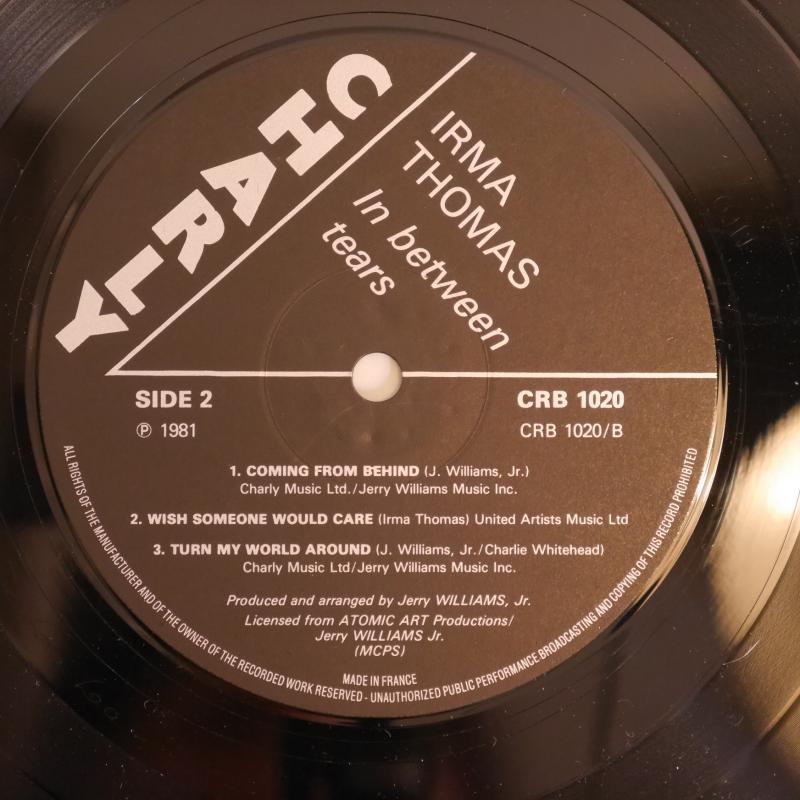 CHARLY
IRMA
THOMAS
In between
tears
SIDE 2
CRB 1020
℗ 1981
CRB 1020/B
1. COMING FROM BEHIND (J. Williams, Jr.)
Charly Music Ltd./Jerry Williams Music Inc.
2. WISH SOMEONE WOULD CARE (Irma Thomas) United Artists Music Ltd
3. TURN MY WORLD AROUND (J. Williams, Jr./Charlie Whitehead)
Charly Music Ltd/Jerry Williams Music Inc.
Produced and arranged by Jerry WILLIAMS, Jr.
Licensed from ATOMIC ART Productions/
Jerry WILLIAMS Jr.
(MCPS)
MADE IN FRANCE
ALL RIGHTS OF THE MANUFACTURER AND OF THE OWNER OF THE RECORDED WORK RESERVED - UNAUTHORIZED PUBLIC PERFORMANCE BROADCASTING AND COPYING OF THIS RECORD PROHIBITED